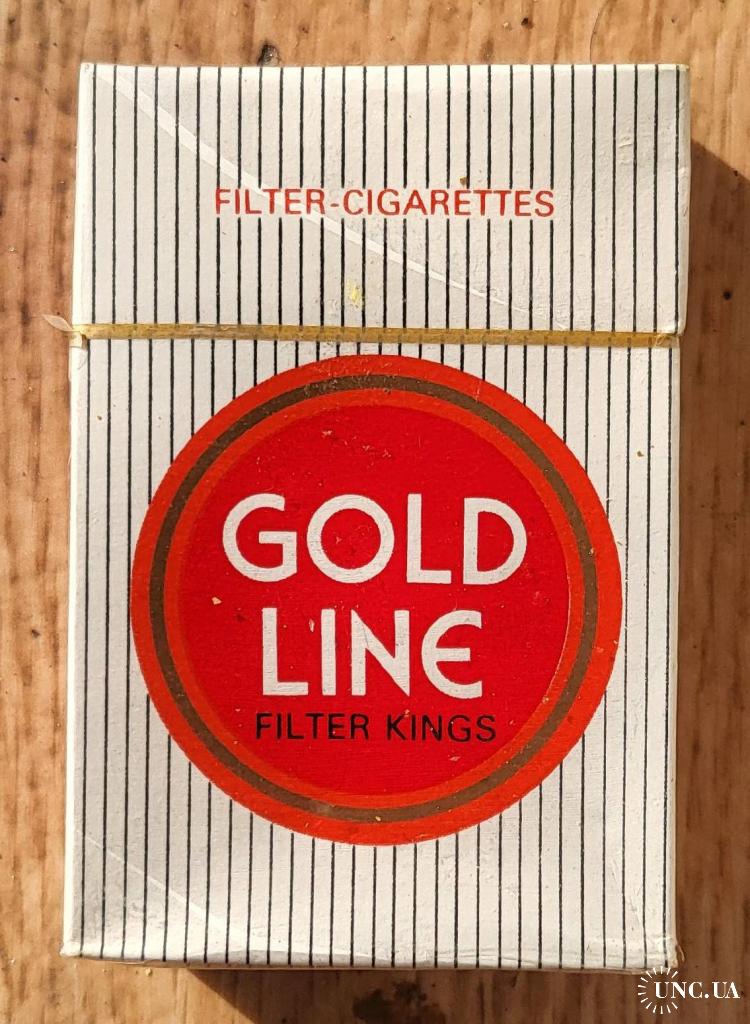 FILTER-CIGARETTES
GOLD
LINE
FILTER KINGS
UNC.UA